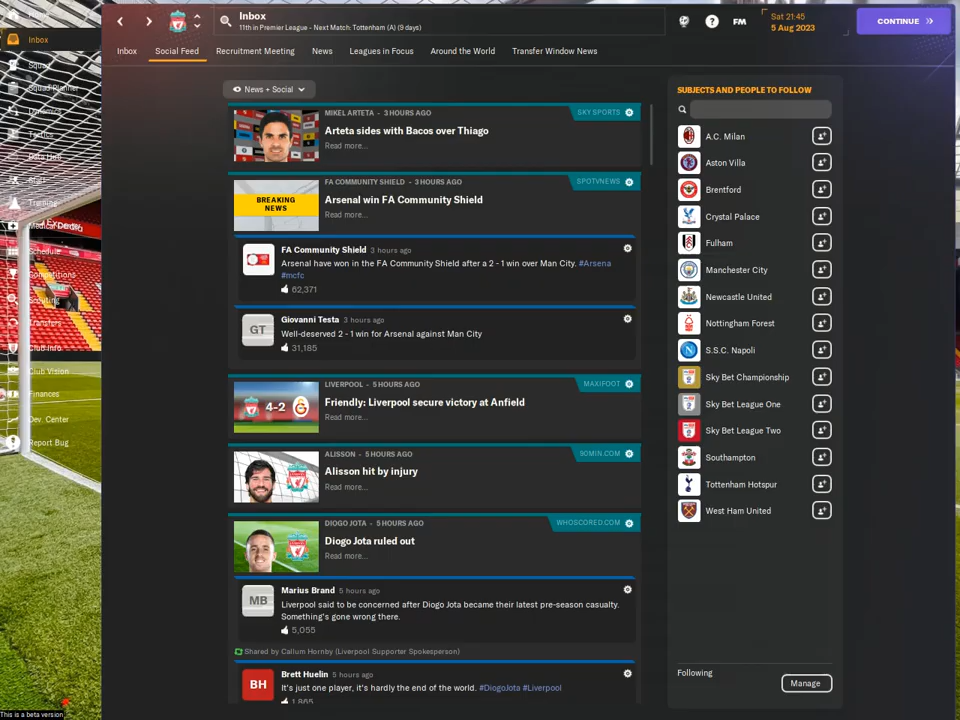 Inbox
11th in Premier League - Next Match: Tottenham (A) (9 days)
?
FM
Sat 21:45
5 Aug 2023
CONTINUE
Inbox
Social Feed
Recruitment Meeting
News
Leagues in Focus
Around the World
Transfer Window News
Inbox
Squad Planner
Data Hub
Training
Medical Centre
Schedule
Competitions
Scouting
Transfers
Club Info
Club Vision
Finances
Dev. Center
Report Bug
This is a beta version
News + Social
MIKEL ARTETA - 3 HOURS AGO
SKY SPORTS
Arteta sides with Bacos over Thiago
Read more...
FA COMMUNITY SHIELD - 3 HOURS AGO
SPOTVNEWS
BREAKING
NEWS
Arsenal win FA Community Shield
Read more...
FA Community Shield 3 hours ago
Arsenal have won in the FA Community Shield after a 2 - 1 win over Man City. #Arsena
#mcfc
62,371
GT
Giovanni Testa 3 hours ago
Well-deserved 2 - 1 win for Arsenal against Man City
31,185
LIVERPOOL - 5 HOURS AGO
MAXIFOOT
4-2
Friendly: Liverpool secure victory at Anfield
Read more...
ALISSON - 5 HOURS AGO
90MIN.COM
Alisson hit by injury
Read more...
DIOGO JOTA - 5 HOURS AGO
WHOSCORED.COM
Diogo Jota ruled out
Read more...
MB
Marius Brand 5 hours ago
Liverpool said to be concerned after Diogo Jota became their latest pre-season casualty.
Something's gone wrong there.
5,055
Shared by Callum Hornby (Liverpool Supporter Spokesperson)
BH
Brett Huelin 5 hours ago
It's just one player, it's hardly the end of the world. #DiogoJota #Liverpool
1,865
SUBJECTS AND PEOPLE TO FOLLOW
A.C. Milan
Aston Villa
Brentford
Crystal Palace
Fulham
Manchester City
Newcastle United
Nottingham Forest
S.S.C. Napoli
Sky Bet Championship
Sky Bet League One
Sky Bet League Two
Southampton
Tottenham Hotspur
West Ham United
Following
Manage